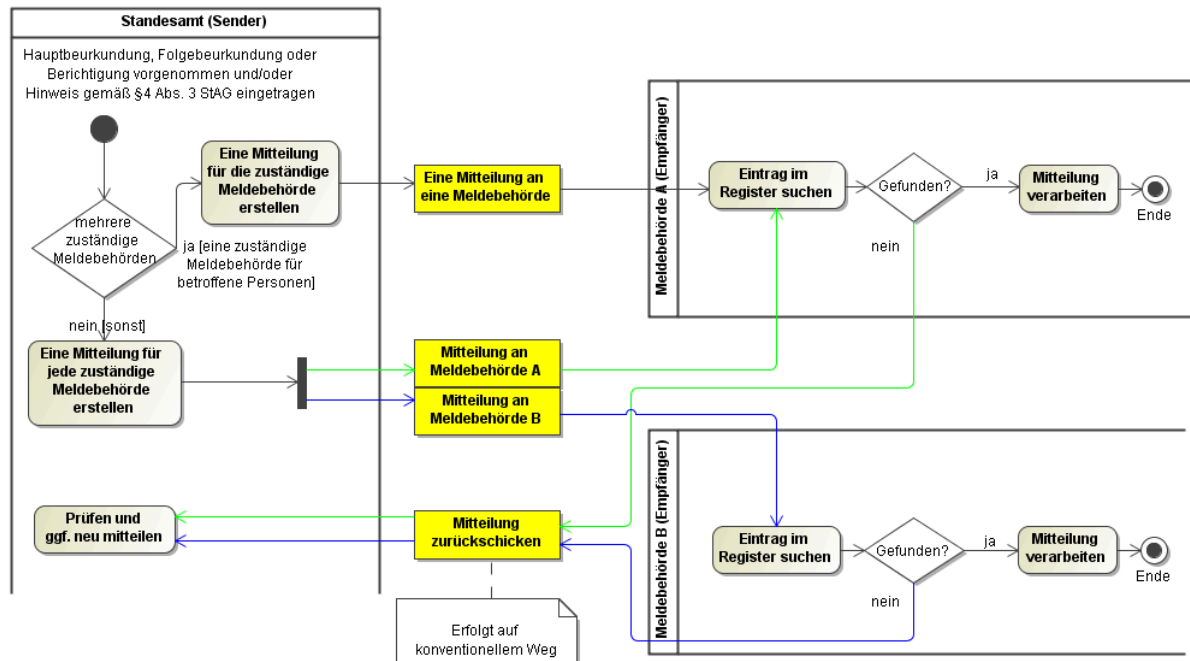 Standesamt (Sender)
Hauptbeurkundung, Folgebeurkundung oder
Berichtigung vorgenommen und/oder
Hinweis gemäß §4 Abs. 3 StAG eingetragen
Eine Mitteilung
für die zuständige
Meldebehörde
erstellen
mehrere
zuständige
Meldebehörden
ja [eine zuständige
Meldebehörde für
betroffene Personen]
nein [sonst]
Eine Mitteilung für
jede zuständige
Meldebehörde
erstellen
Prüfen und
ggf. neu mitteilen
Eine Mitteilung an
eine Meldebehörde
Mitteilung an
Meldebehörde A
Mitteilung an
Meldebehörde B
Mitteilung
zurückschicken
Erfolgt auf
konventionellem Weg
Meldebehörde A (Empfänger)
Eintrag im
Register suchen
Gefunden?
ja
nein
Mitteilung
verarbeiten
Ende
Meldebehörde B (Empfänger)
Eintrag im
Register suchen
Gefunden?
ja
nein
Mitteilung
verarbeiten
Ende